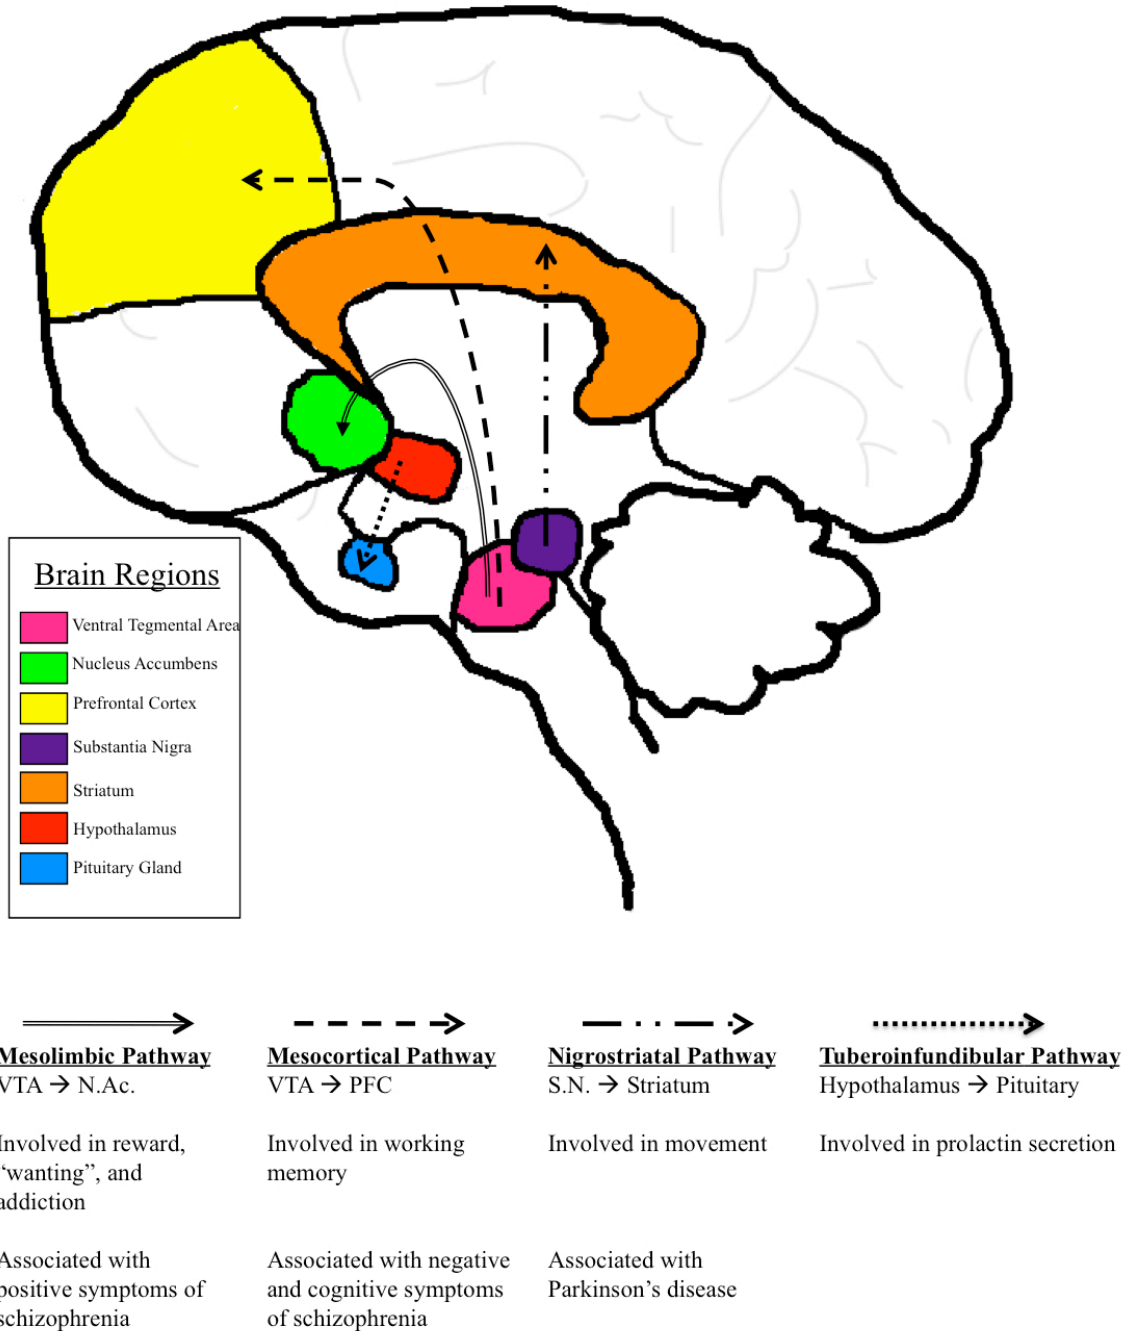 Brain Regions
Ventral Tegmental Area
Nucleus Accumbens
Prefrontal Cortex
Substantia Nigra
Striatum
Hypothalamus
Pituitary Gland
Mesolimbic Pathway
VTA → N.Ac.
Involved in reward,
“wanting”, and
addiction
Associated with
positive symptoms of
schizophrenia
Mesocortical Pathway
VTA → PFC
Involved in working
memory
Associated with negative
and cognitive symptoms
of schizophrenia
Nigrostriatal Pathway
S.N. → Striatum
Involved in movement
Associated with
Parkinson’s disease
Tuberoinfundibular Pathway
Hypothalamus → Pituitary
Involved in prolactin secretion